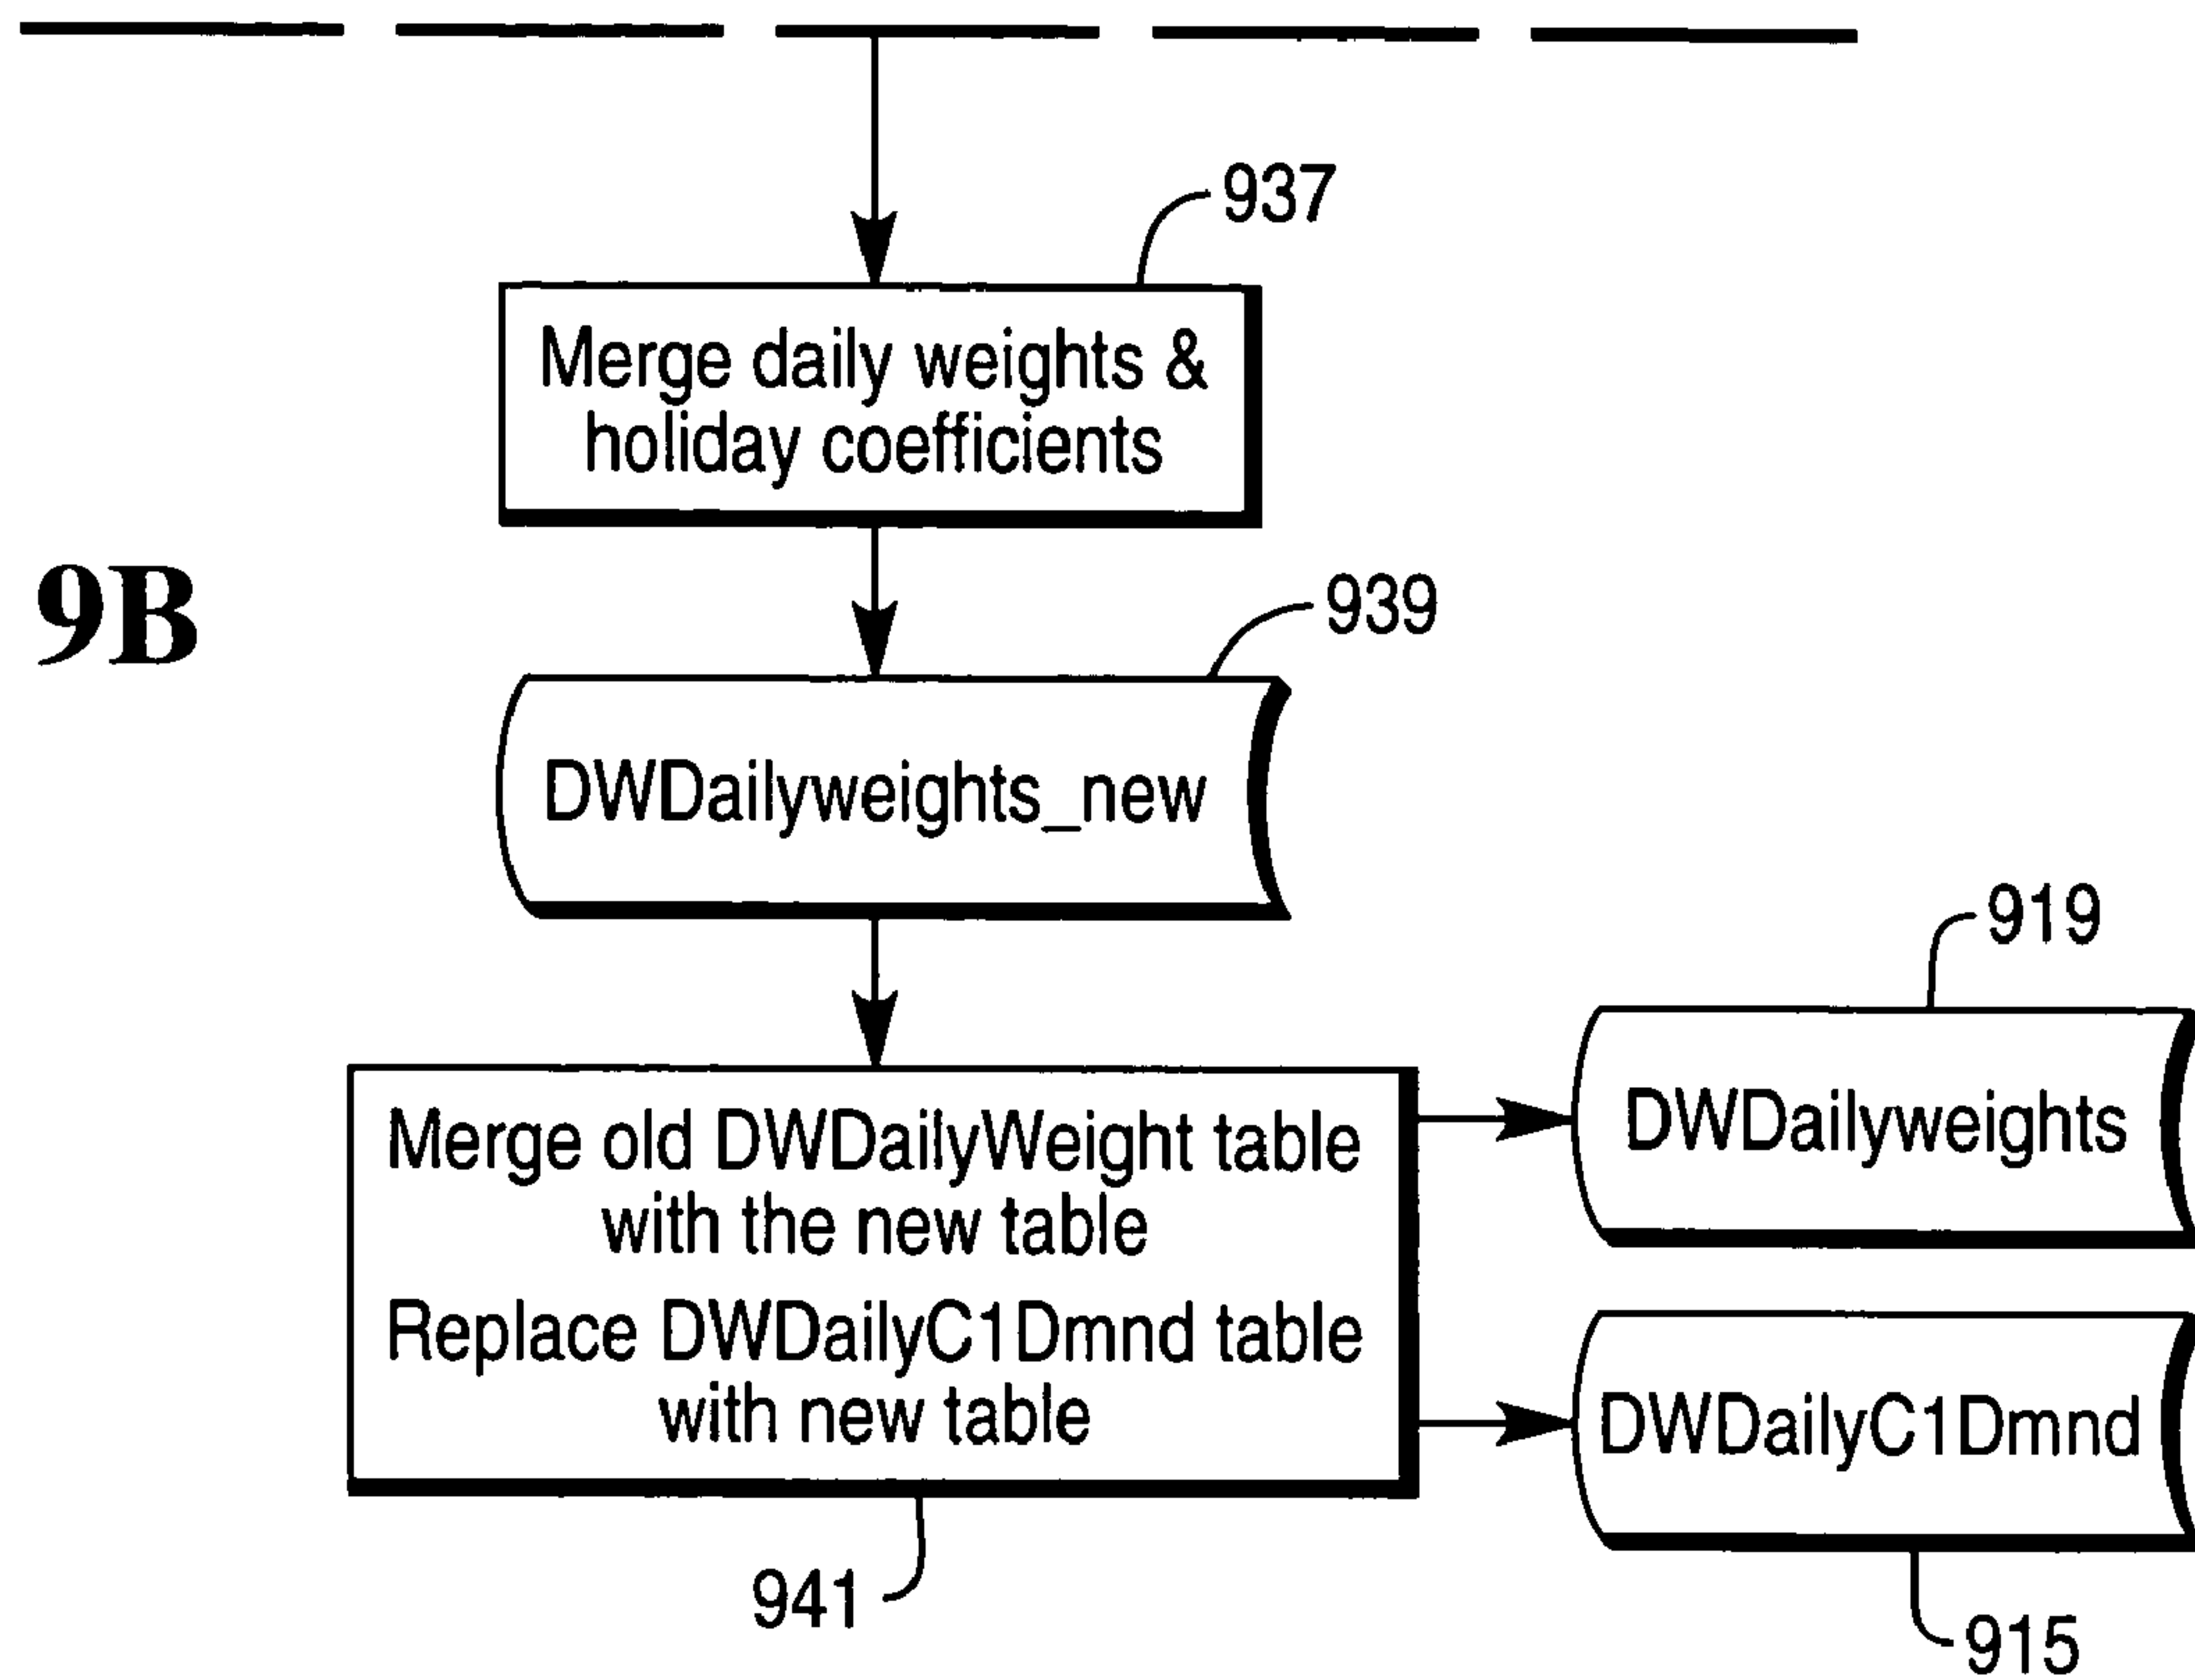 937
Merge daily weights &
holiday coefficients
9B
939
DWDailyweights_new
919
Merge old DWDailyWeight table
with the new table
DWDailyweights
Replace DWDailyC1Dmnd table
with new table
DWDailyC1Dmnd
941
915